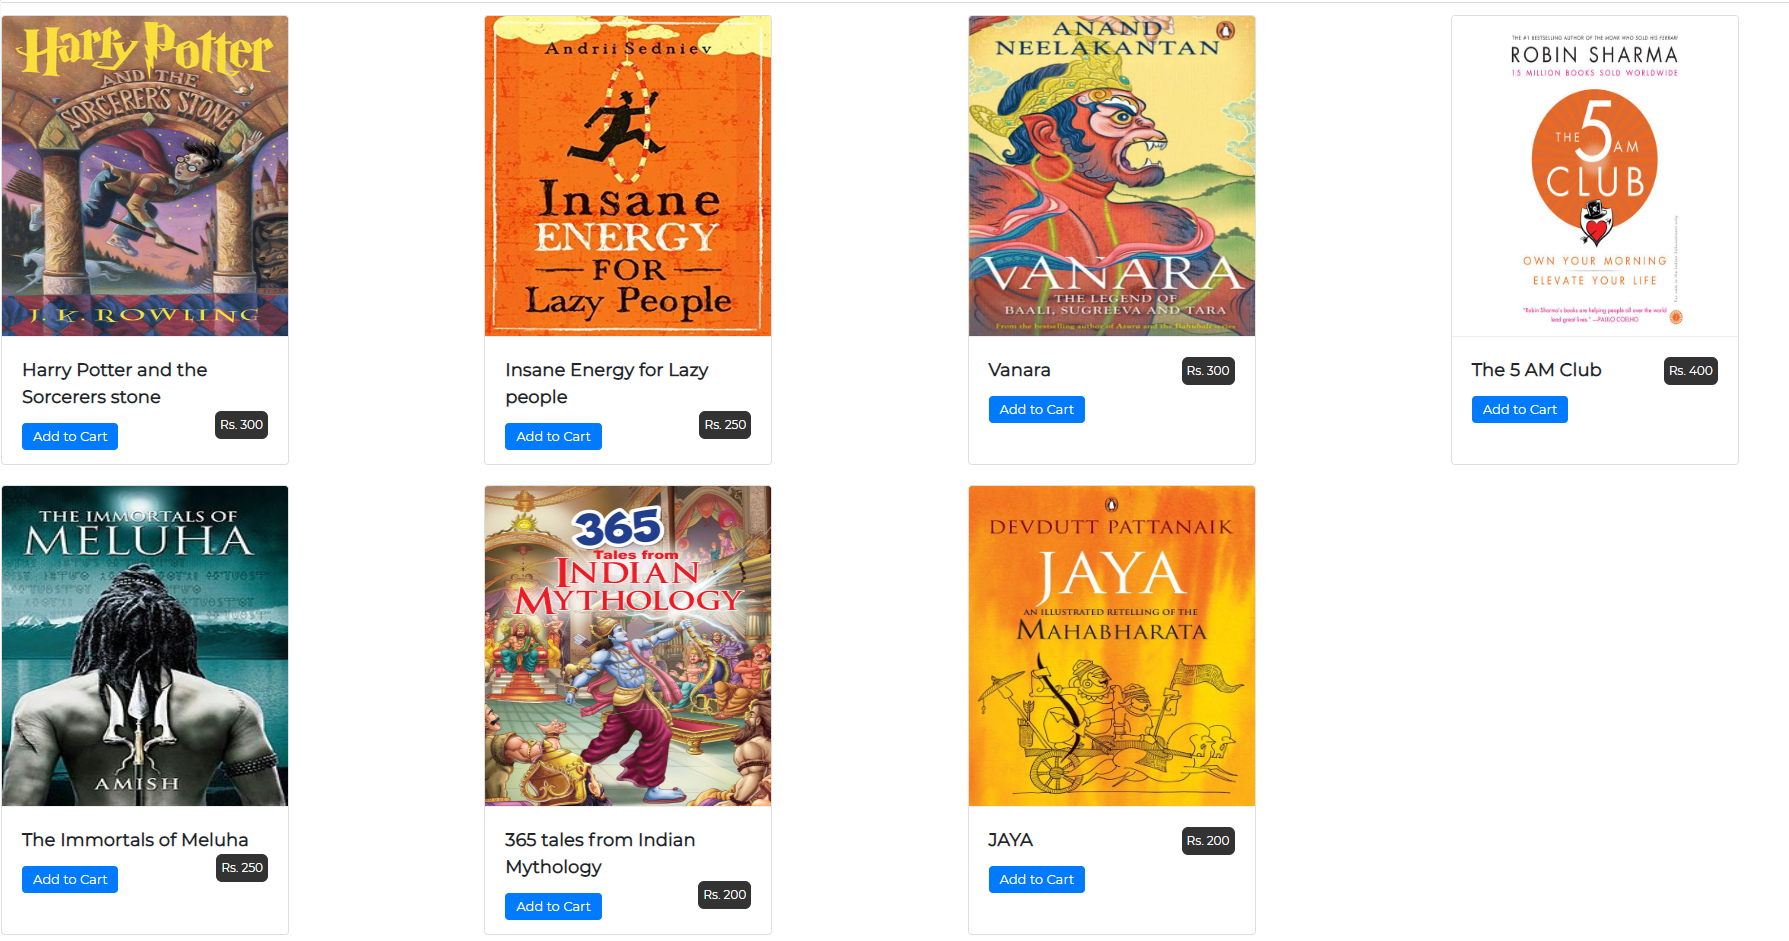 Harry Potter
AND THE
SORCERER'S STONE
J. K. ROWLING
Harry Potter and the
Sorcerers stone
Rs. 300
Add to Cart
Andrii Sedniev
Insane
ENERGY
FOR
Lazy People
Insane Energy for Lazy
people
Rs. 250
Add to Cart
ANAND
NEELAKANTAN
VANARA
THE LEGEND OF
BAALI, SUGREEVA AND TARA
From the bestselling author of Asura and the Bahubali series
Vanara
Rs. 300
Add to Cart
THE #1 BESTSELLING AUTHOR OF THE MONK WHO SOLD HIS FERRARI
ROBIN SHARMA
15 MILLION BOOKS SOLD WORLDWIDE
THE 5 AM
CLUB
OWN YOUR MORNING
ELEVATE YOUR LIFE
"Robin Sharma's books are helping people all over the world
lead great lives." —PAULO COELHO
The 5 AM Club
Rs. 400
Add to Cart
THE IMMORTALS OF
MELUHA
AMISH
The Immortals of Meluha
Rs. 250
Add to Cart
365
Tales from
INDIAN
MYTHOLOGY
365 tales from Indian
Mythology
Rs. 200
Add to Cart
DEVDUTT PATTANAIK
JAYA
AN ILLUSTRATED RETELLING OF THE
MAHABHARATA
JAYA
Rs. 200
Add to Cart